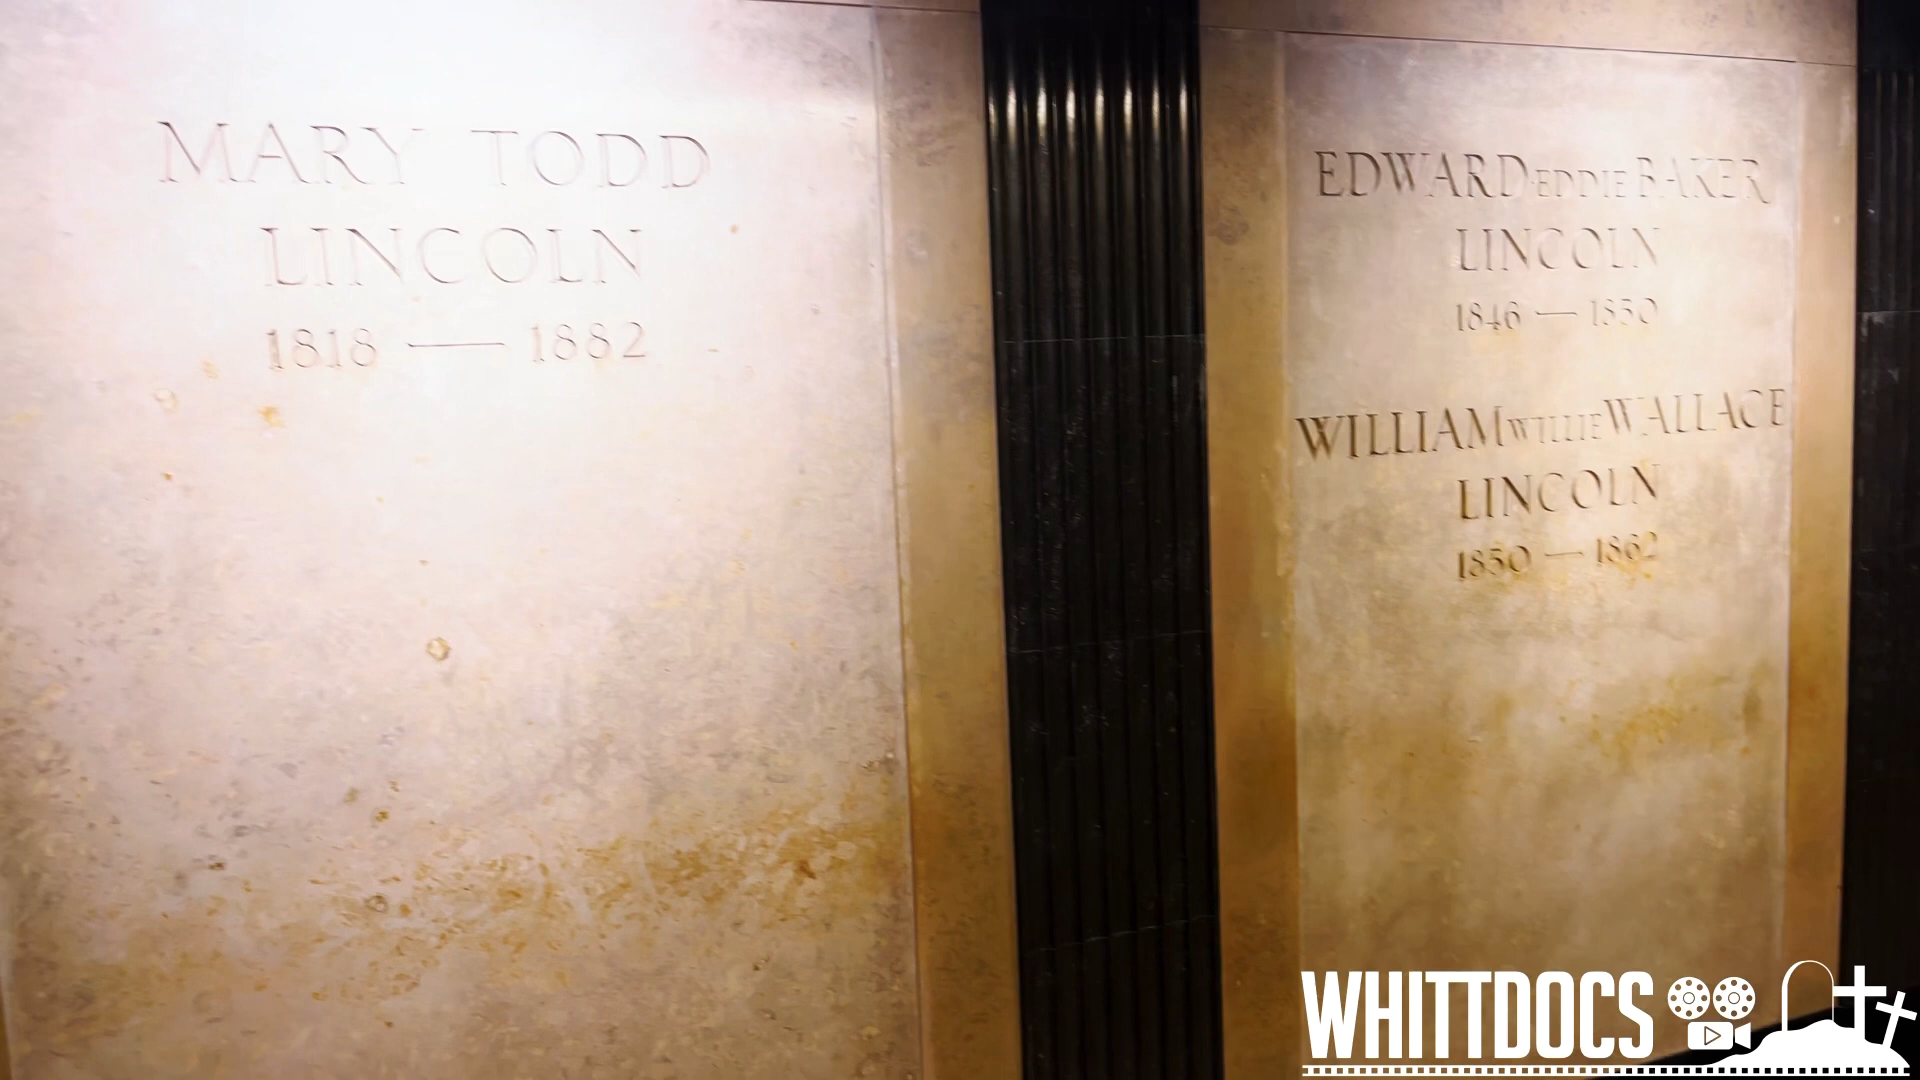 MARY TODD
LINCOLN
1818 — 1882
EDWARD EDDIE BAKER
LINCOLN
1846 — 1850
WILLIAM WILLIE WALLACE
LINCOLN
1850 — 1862
WHITTDOCS